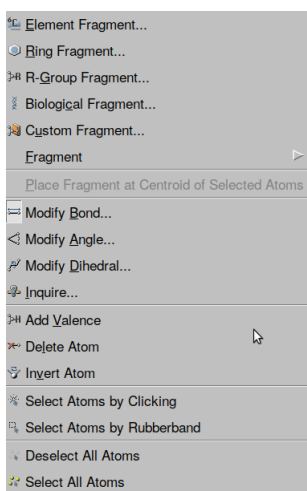 Element Fragment...
Ring Fragment...
R-Group Fragment...
Biological Fragment...
Custom Fragment...
Fragment
Place Fragment at Centroid of Selected Atoms
Modify Bond...
Modify Angle...
Modify Dihedral...
Inquire...
Add Valence
Delete Atom
Invert Atom
Select Atoms by Clicking
Select Atoms by Rubberband
Deselect All Atoms
Select All Atoms